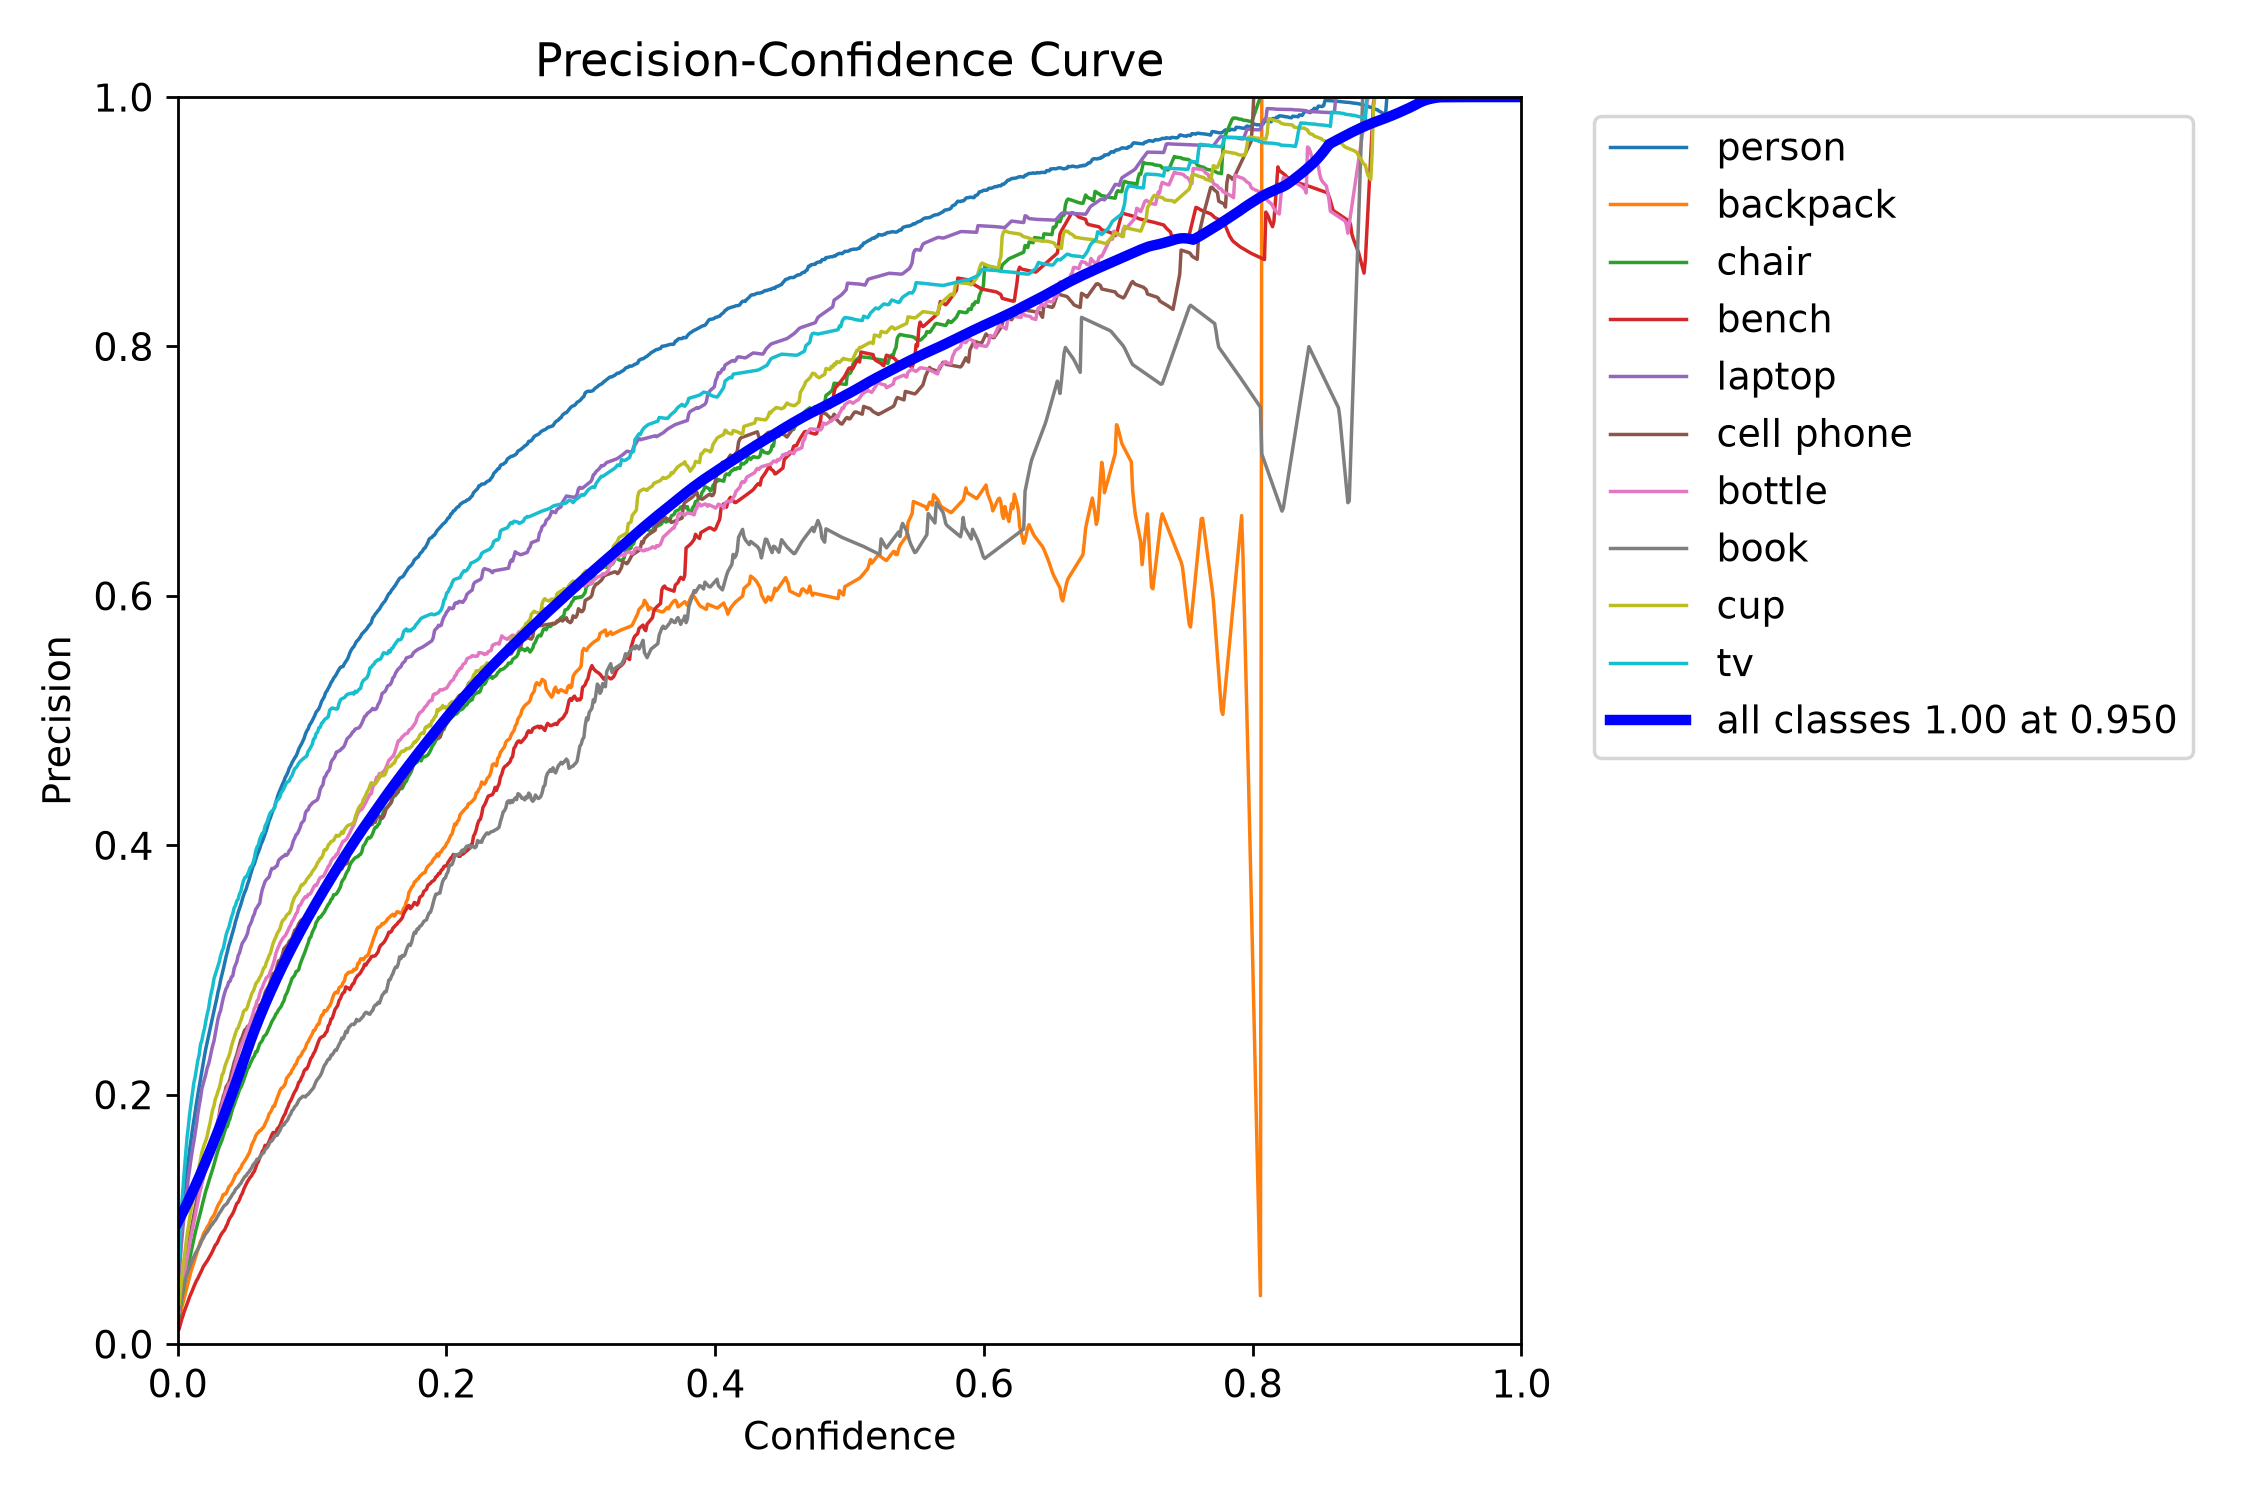 Precision-Confidence Curve
1.0
0.8
0.6
0.4
0.2
0.0
Precision
0.0 0.2 0.4 0.6 0.8 1.0
Confidence
person
backpack
chair
bench
laptop
cell phone
bottle
book
cup
tv
all classes 1.00 at 0.950